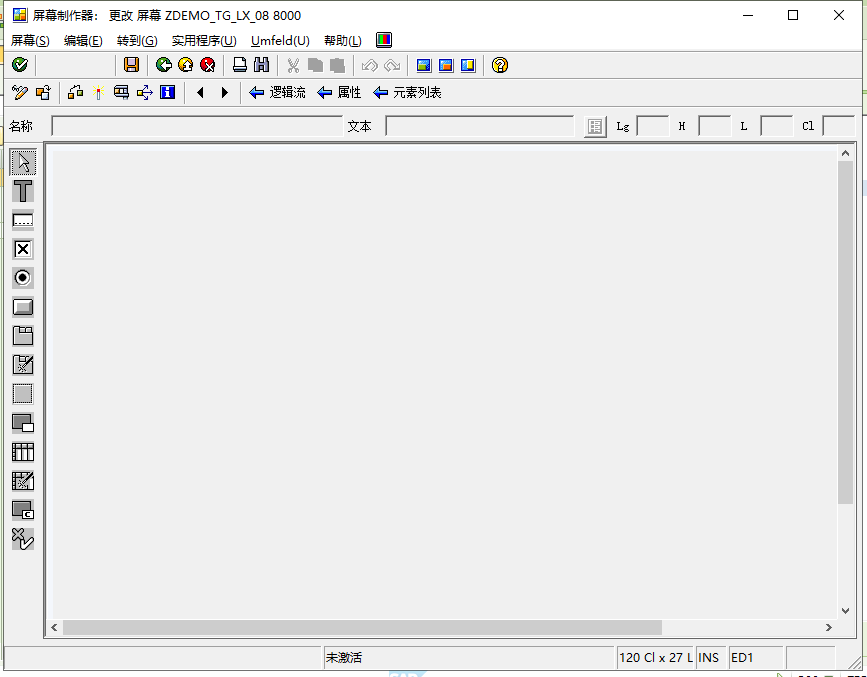 屏幕制作器： 更改 屏幕 ZDEMO_TG_LX_08 8000
屏幕(S) 编辑(E) 转到(G) 实用程序(U) Umfeld(U) 帮助(L)
逻辑流 属性 元素列表
名称 文本 Lg H L Cl
T
C
未激活 120 Cl x 27 L INS ED1